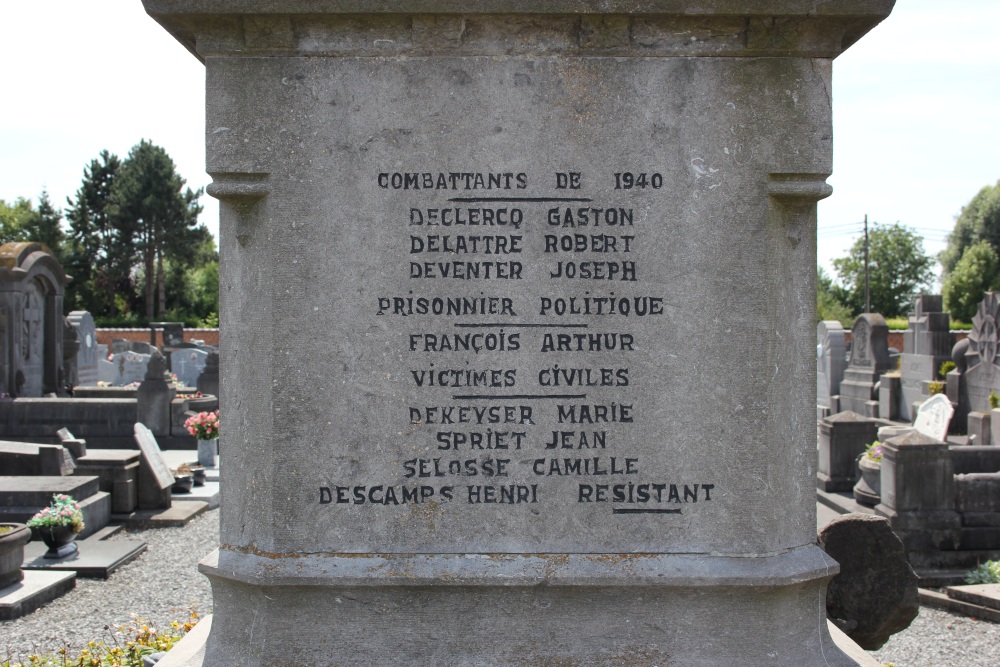 COMBATTANTS DE 1940
DECLERCQ GASTON
DELATTRE ROBERT
DEVENTER JOSEPH
PRISONNIER POLITIQUE
FRANÇOIS ARTHUR
VICTIMES CIVILES
DEKEYSER MARIE
SPRIET JEAN
SELOSSE CAMILLE
DESCAMPS HENRI RESISTANT